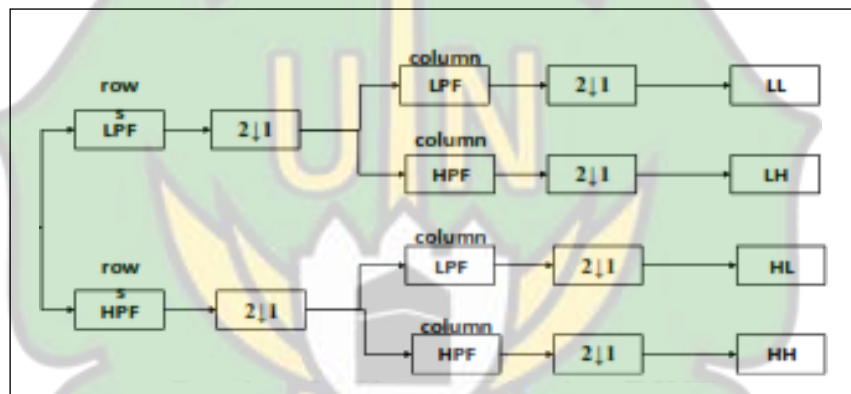 column
row
LPF
2↓1
LL
s
LPF
2↓1
column
HPF
2↓1
LH
UIN
column
row
LPF
2↓1
HL
s
HPF
2↓1
column
HPF
2↓1
HH